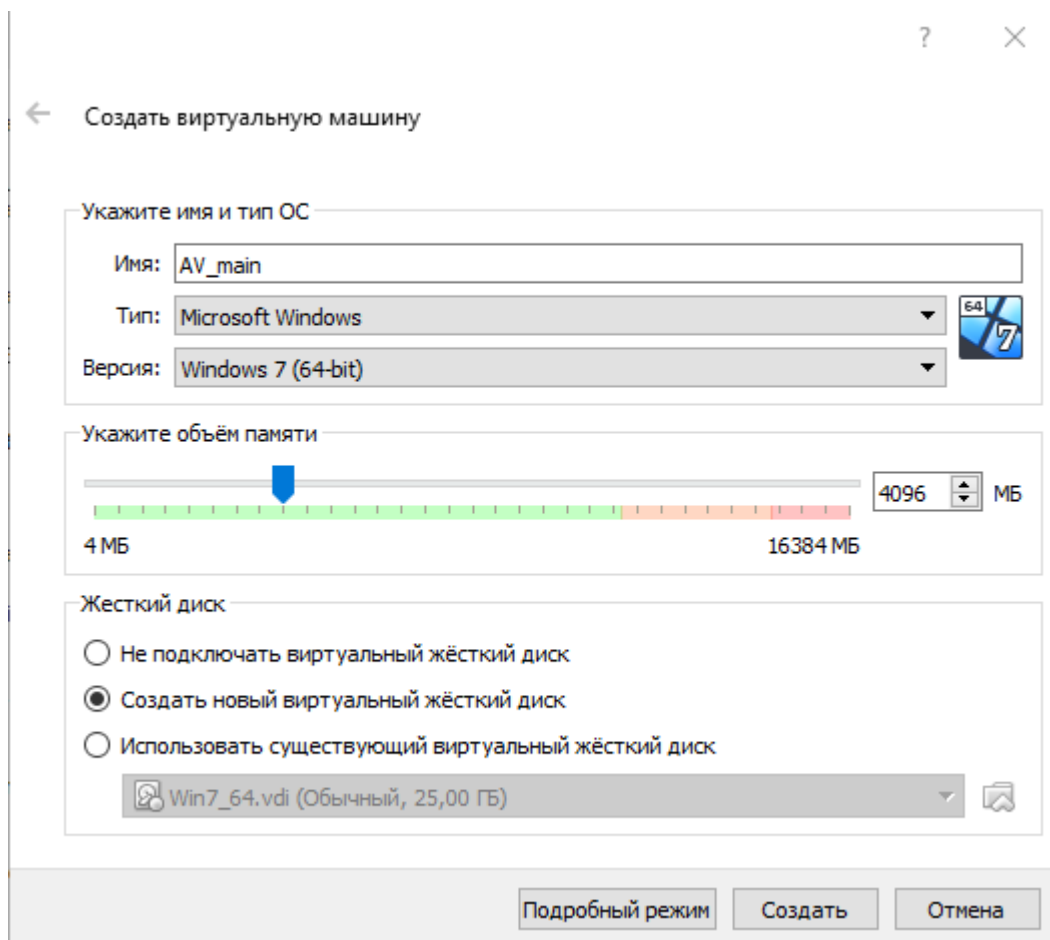 ?
Создать виртуальную машину
Укажите имя и тип ОС
Имя: AV_main
Тип: Microsoft Windows
64
7
Версия: Windows 7 (64-bit)
Укажите объём памяти
4096 МБ
4 МБ 16384 МБ
Жесткий диск
Не подключать виртуальный жёсткий диск
Создать новый виртуальный жёсткий диск
Использовать существующий виртуальный жёсткий диск
Win7_64.vdi (Обычный, 25,00 ГБ)
Подробный режим Создать Отмена